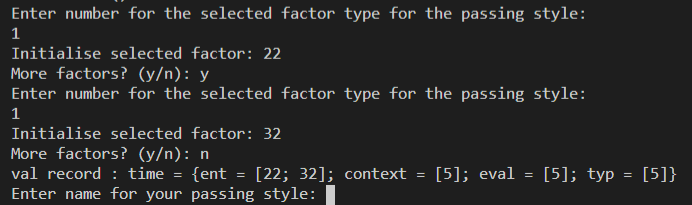 Enter number for the selected factor type for the passing style:
1
Initialise selected factor: 22
More factors? (y/n): y
Enter number for the selected factor type for the passing style:
1
Initialise selected factor: 32
More factors? (y/n): n
val record : time = {ent = [22; 32]; context = [5]; eval = [5]; typ = [5]}
Enter name for your passing style: